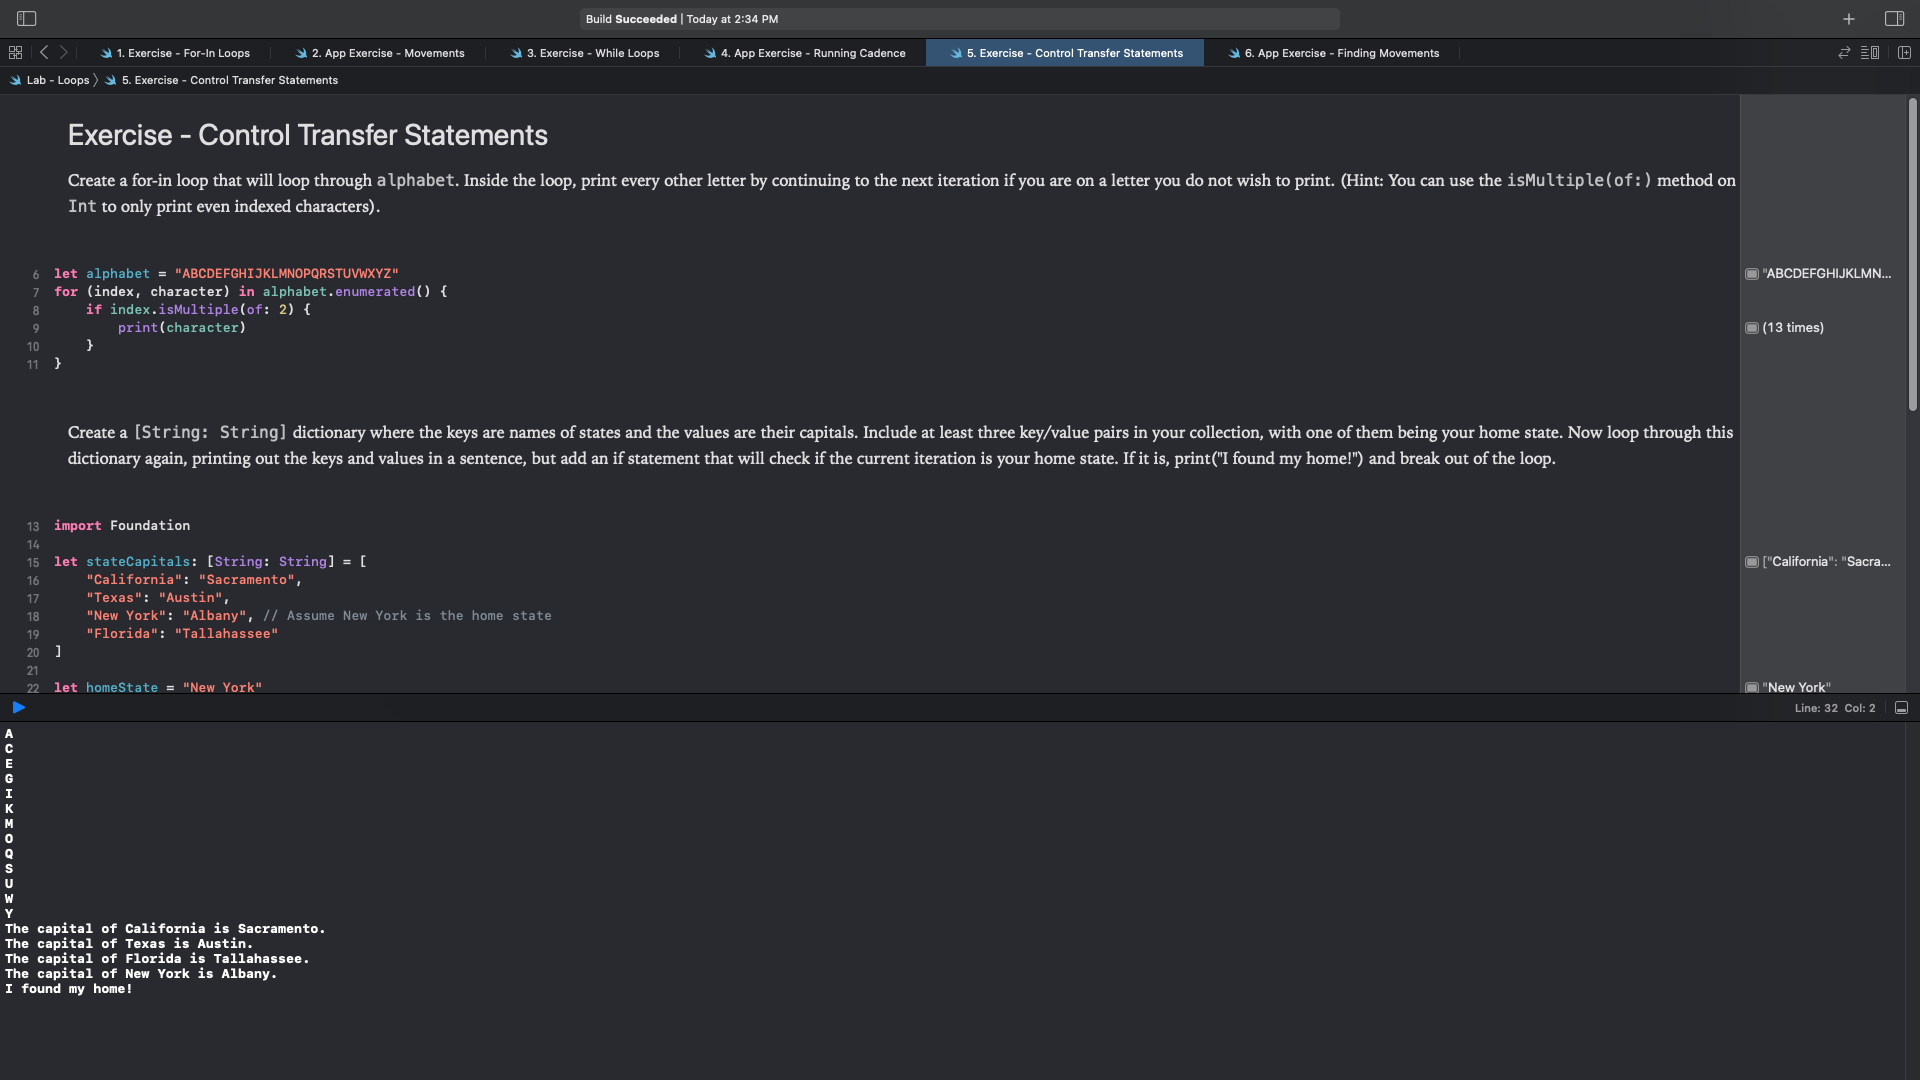 Build Succeeded | Today at 2:34 PM
1. Exercise - For-In Loops
2. App Exercise - Movements
3. Exercise - While Loops
4. App Exercise - Running Cadence
5. Exercise - Control Transfer Statements
6. App Exercise - Finding Movements
Lab - Loops 〉 5. Exercise - Control Transfer Statements
Exercise - Control Transfer Statements
Create a for-in loop that will loop through alphabet. Inside the loop, print every other letter by continuing to the next iteration if you are on a letter you do not wish to print. (Hint: You can use the isMultiple(of:) method on
Int to only print even indexed characters).
6 let alphabet = "ABCDEFGHIJKLMNOPQRSTUVWXYZ"
"ABCDEFGHIJKLMN...
7 for (index, character) in alphabet.enumerated() {
8 if index.isMultiple(of: 2) {
9 print(character)
(13 times)
10 }
11 }
Create a [String: String] dictionary where the keys are names of states and the values are their capitals. Include at least three key/value pairs in your collection, with one of them being your home state. Now loop through this
dictionary again, printing out the keys and values in a sentence, but add an if statement that will check if the current iteration is your home state. If it is, print("I found my home!") and break out of the loop.
13 import Foundation
14
15 let stateCapitals: [String: String] = [
["California": "Sacra...
16 "California": "Sacramento",
17 "Texas": "Austin",
18 "New York": "Albany", // Assume New York is the home state
19 "Florida": "Tallahassee"
20 ]
21
22 let homeState = "New York"
"New York"
Line: 32 Col: 2
A
C
E
G
I
K
M
O
Q
S
U
W
Y
The capital of California is Sacramento.
The capital of Texas is Austin.
The capital of Florida is Tallahassee.
The capital of New York is Albany.
I found my home!